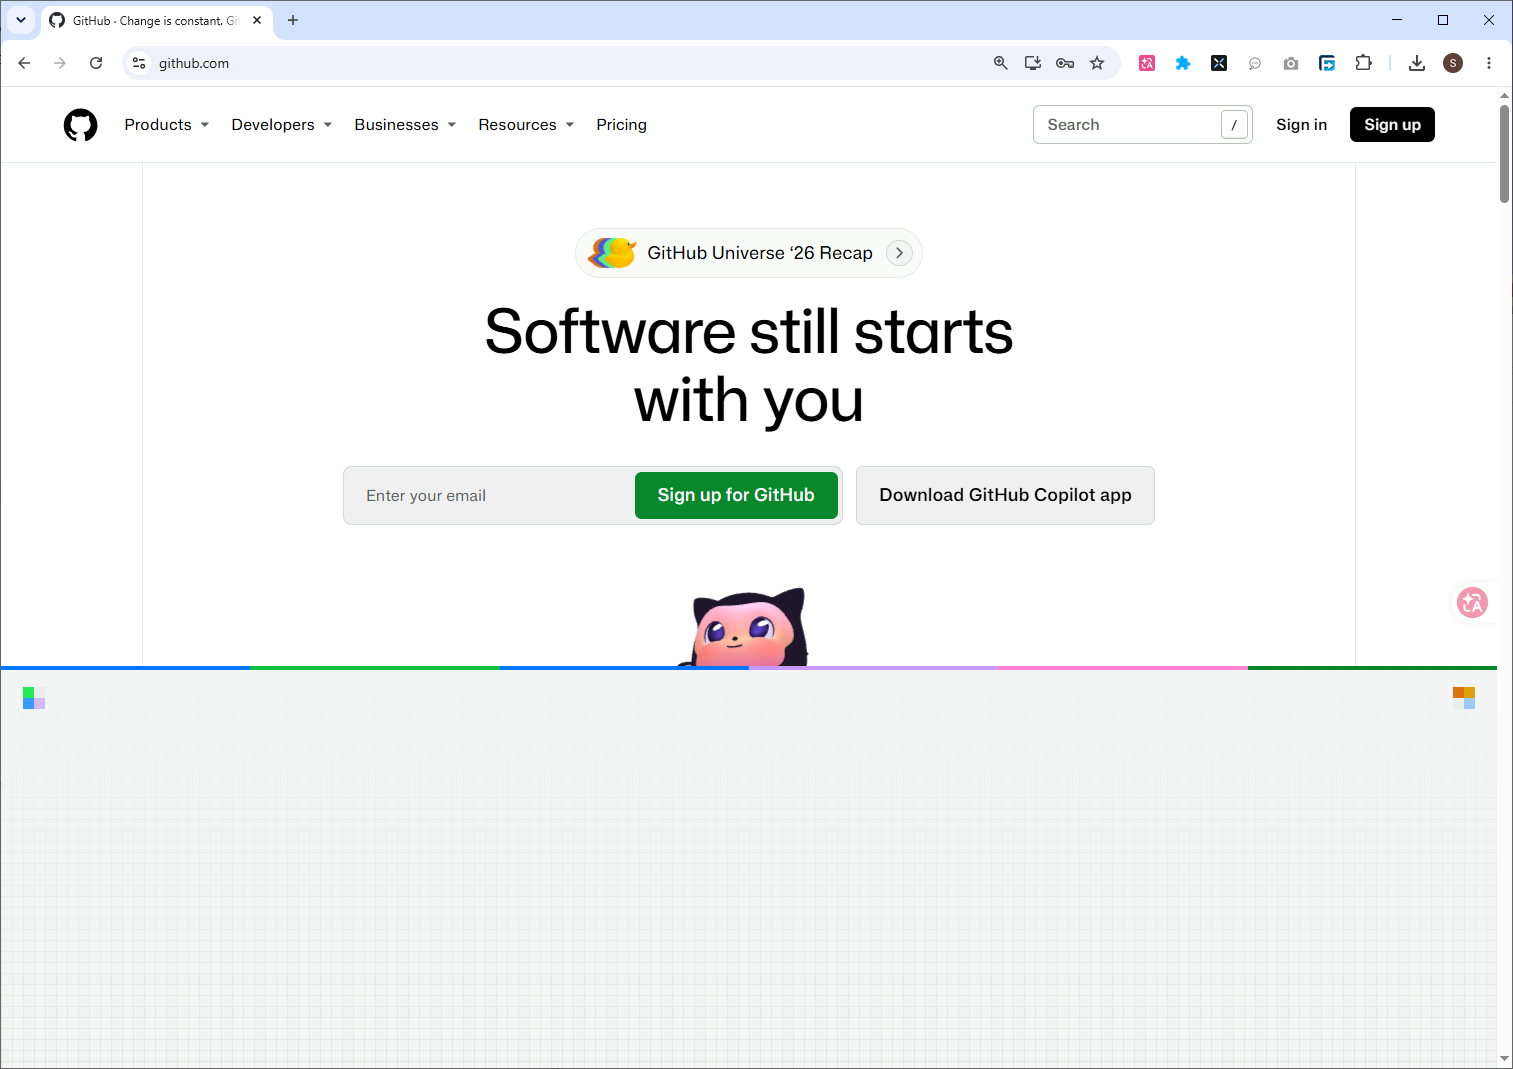 GitHub · Change is constant. Gi
github.com
S
Products
Developers
Businesses
Resources
Pricing
Search
/
Sign in
Sign up
GitHub Universe ‘26 Recap
Software still starts
with you
Enter your email
Sign up for GitHub
Download GitHub Copilot app